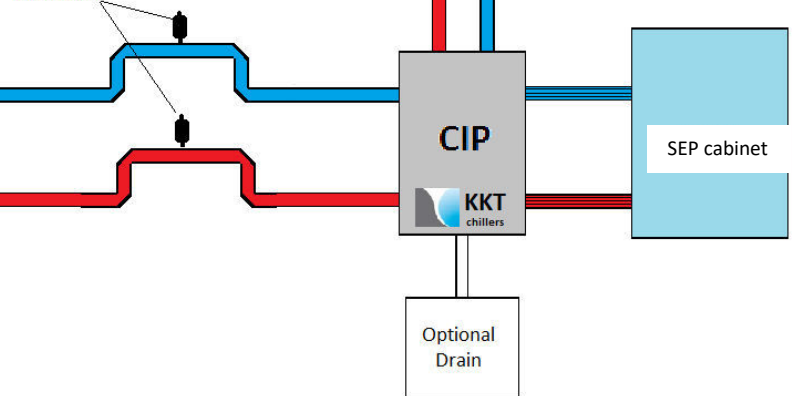 CIP
SEP cabinet
KKT
chillers
Optional
Drain